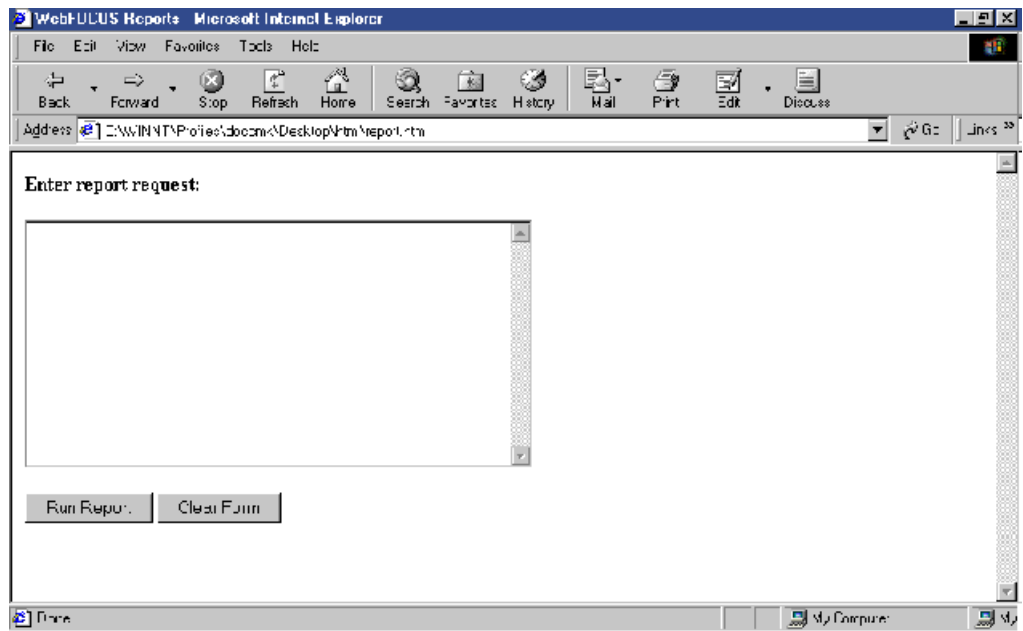 WebFOCUS Reports Microsoft Internet Explorer
File Edit View Favorites Tools Help
Back Forward Stop Refresh Home Search Favorites History Mail Print Edit Discuss
Address Go Links »
Enter report request:
Run Report Clear Form
Done My Computer My